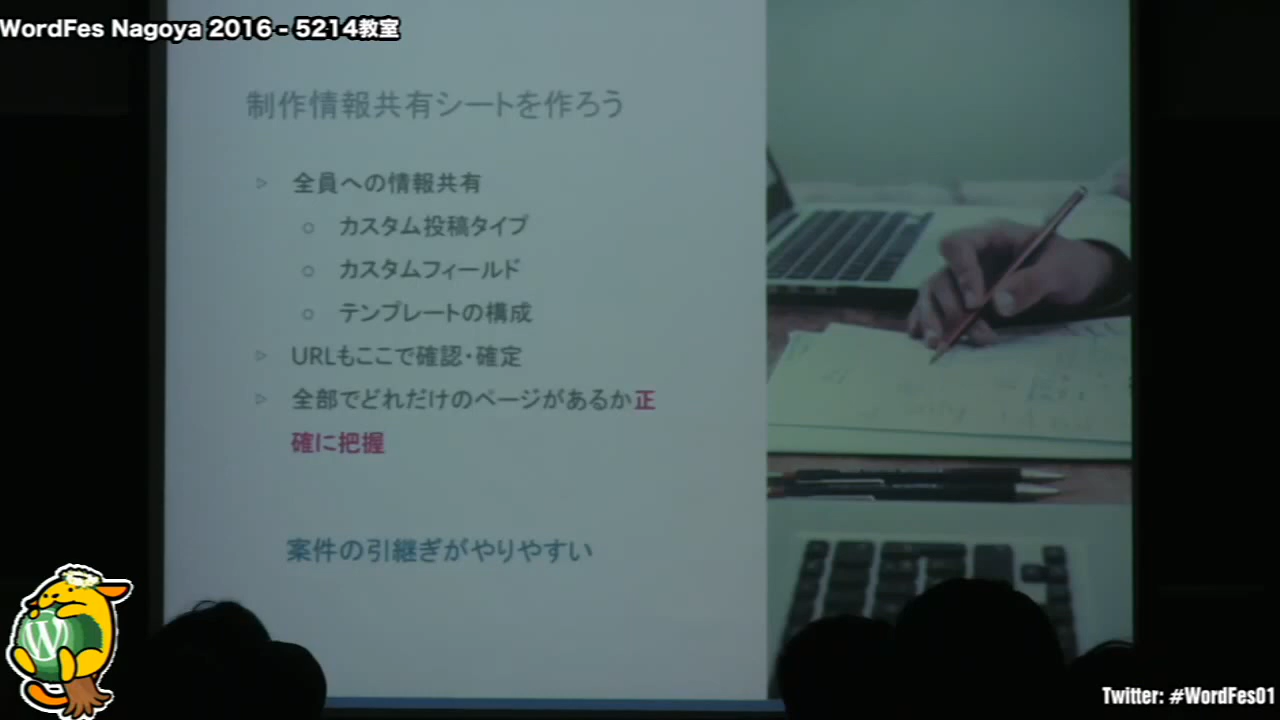 WordFes Nagoya 2016 - 5214教室
制作情報共有シートを作ろう
▷ 全員への情報共有
○ カスタム投稿タイプ
○ カスタムフィールド
○ テンプレートの構成
▷ URLもここで確認・確定
▷ 全部でどれだけのページがあるか正
確に把握
案件の引継ぎがやりやすい
W
Twitter: #WordFes01